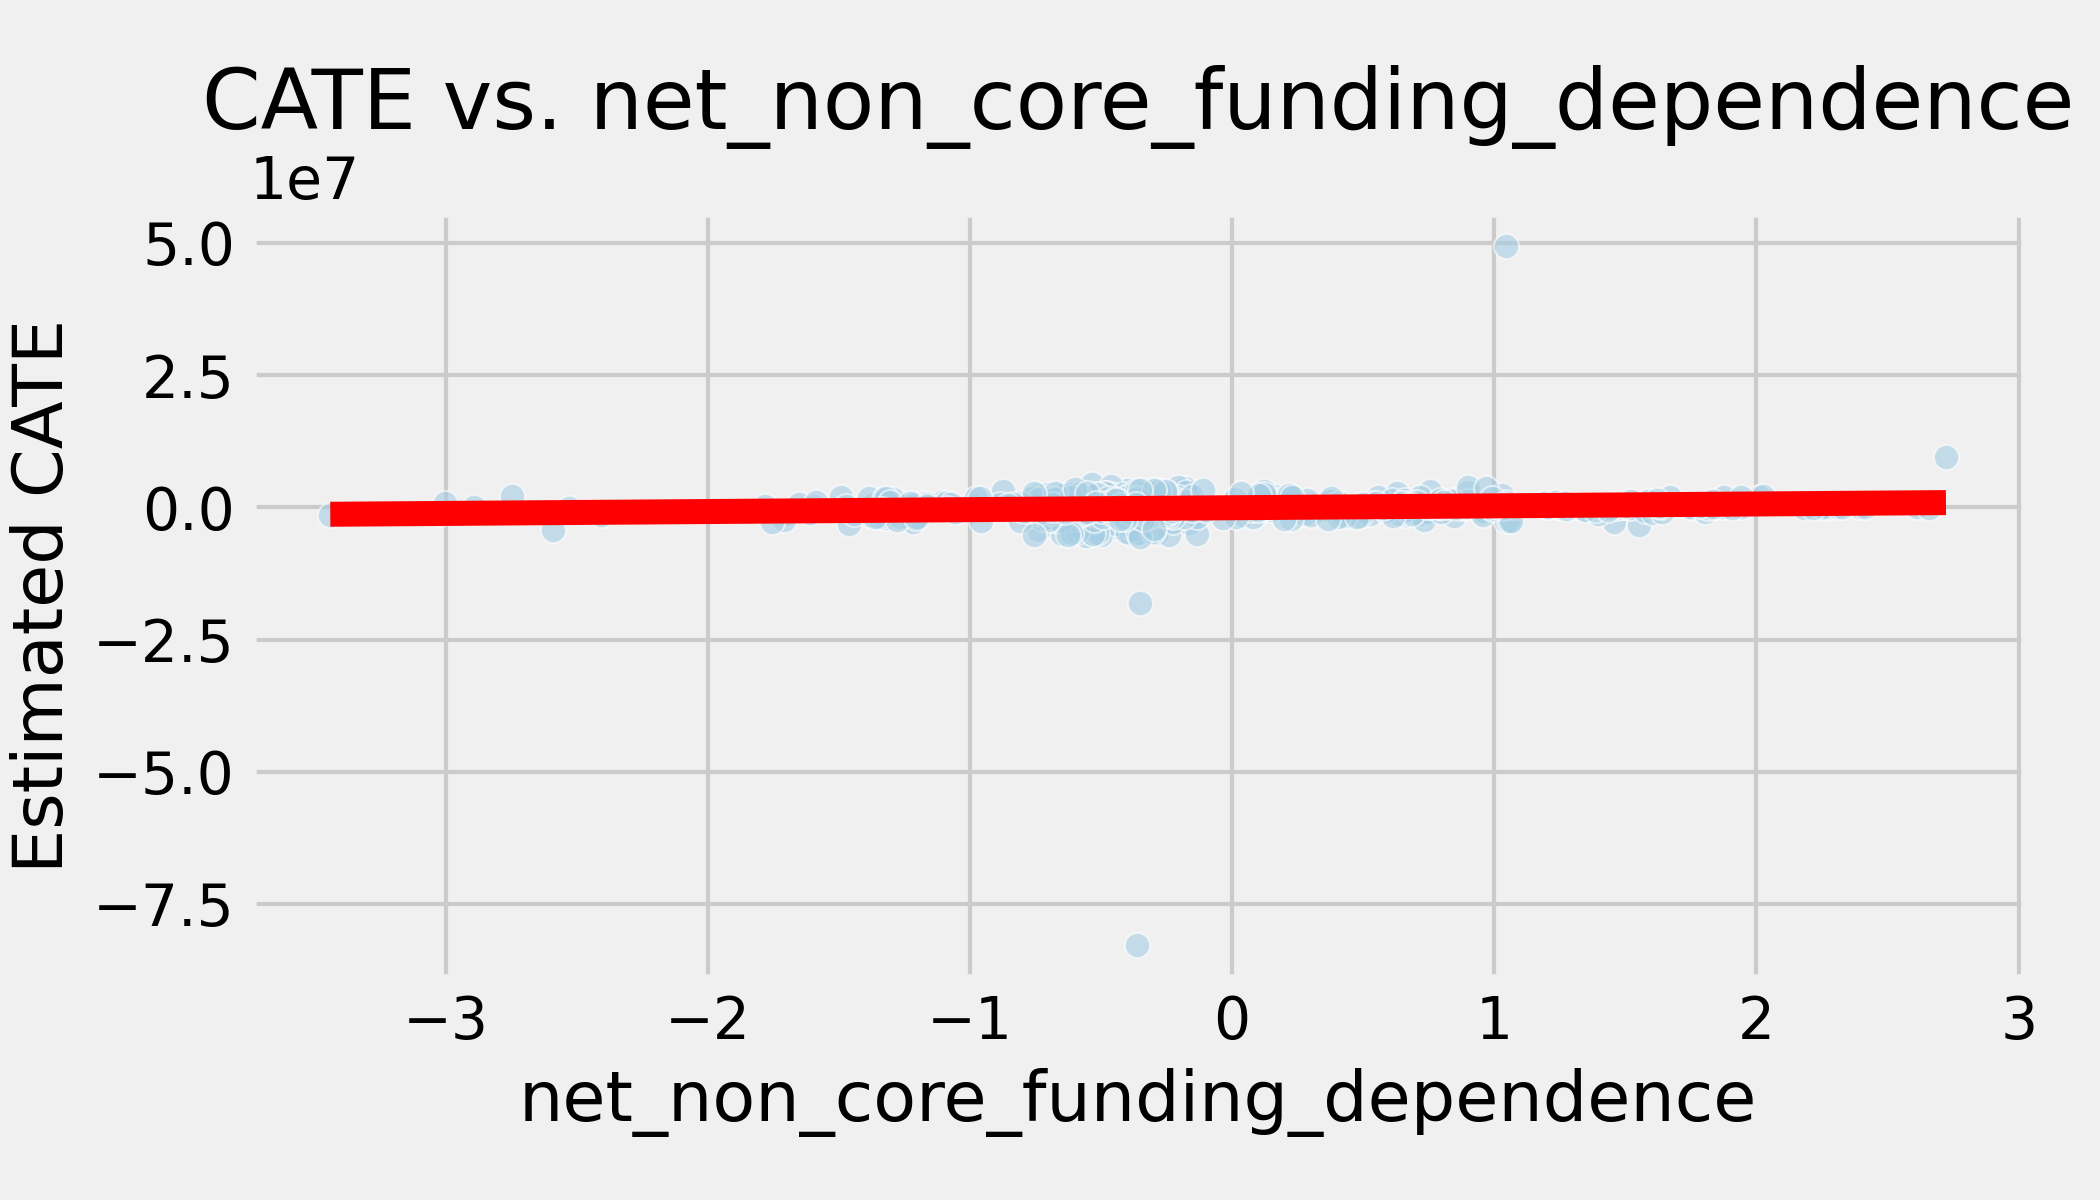 CATE vs. net_non_core_funding_dependence
1e7
5.0
2.5
0.0
−2.5
−5.0
−7.5
Estimated CATE
−3 −2 −1 0 1 2 3
net_non_core_funding_dependence